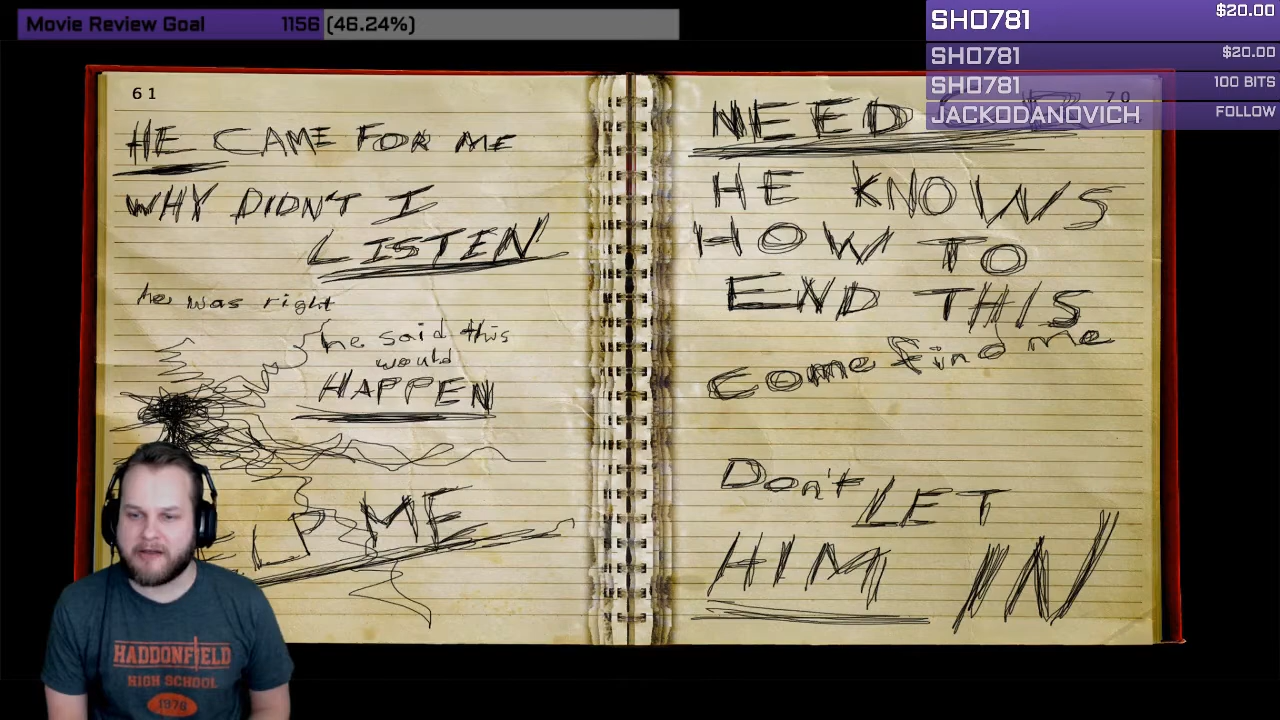 Movie Review Goal 1156 (46.24%)
SHO781 $20.00
SHO781 $20.00
SHO781 100 BITS
JACKODANOVICH FOLLOW
61
HE CAME FOR ME
WHY DIDN'T I
LISTEN
he was right
he said this
would
HAPPEN
LP ME
70
NEED
HE KNOWS
HOW TO
END THIS
come find me
Don't LET
HIM IN
HADDONFIELD
HIGH SCHOOL
1978